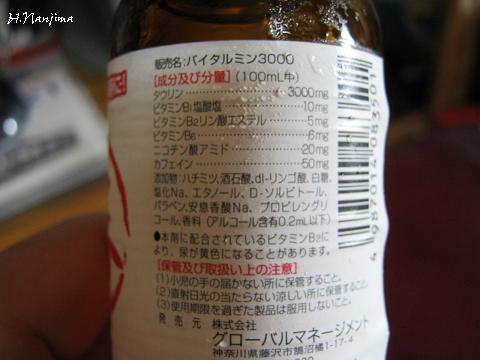 H.Nanjima
販売名:バイタルミン3000
[成分及び分量] (100mL中)
タウリン 3000mg
ビタミンB₁塩酸塩 10mg
ビタミンB₂リン酸エステル 5mg
ビタミンB₆ 6mg
ニコチン酸アミド 20mg
カフェイン 50mg
添加物:ハチミツ,酒石酸,dl-リンゴ酸,白糖,
塩化Na、エタノール、D-ソルビトール、
パラベン,安息香酸Na、プロピレングリ
コール,香料 (アルコール含有0.2mL以下)
●本剤に配合されているビタミンB₂に
より、尿が黄色になることがあります。
[保管及び取扱い上の注意]
(1)小児の手の届かない所に保管すること。
(2)直射日光の当たらない涼しい所に保管すること。
(3)使用期限を過ぎた製品は服用しないこと。
発売元 株式会社
グローバルマネージメント
神奈川県藤沢市鵠沼橘1-1-4
4987014083501